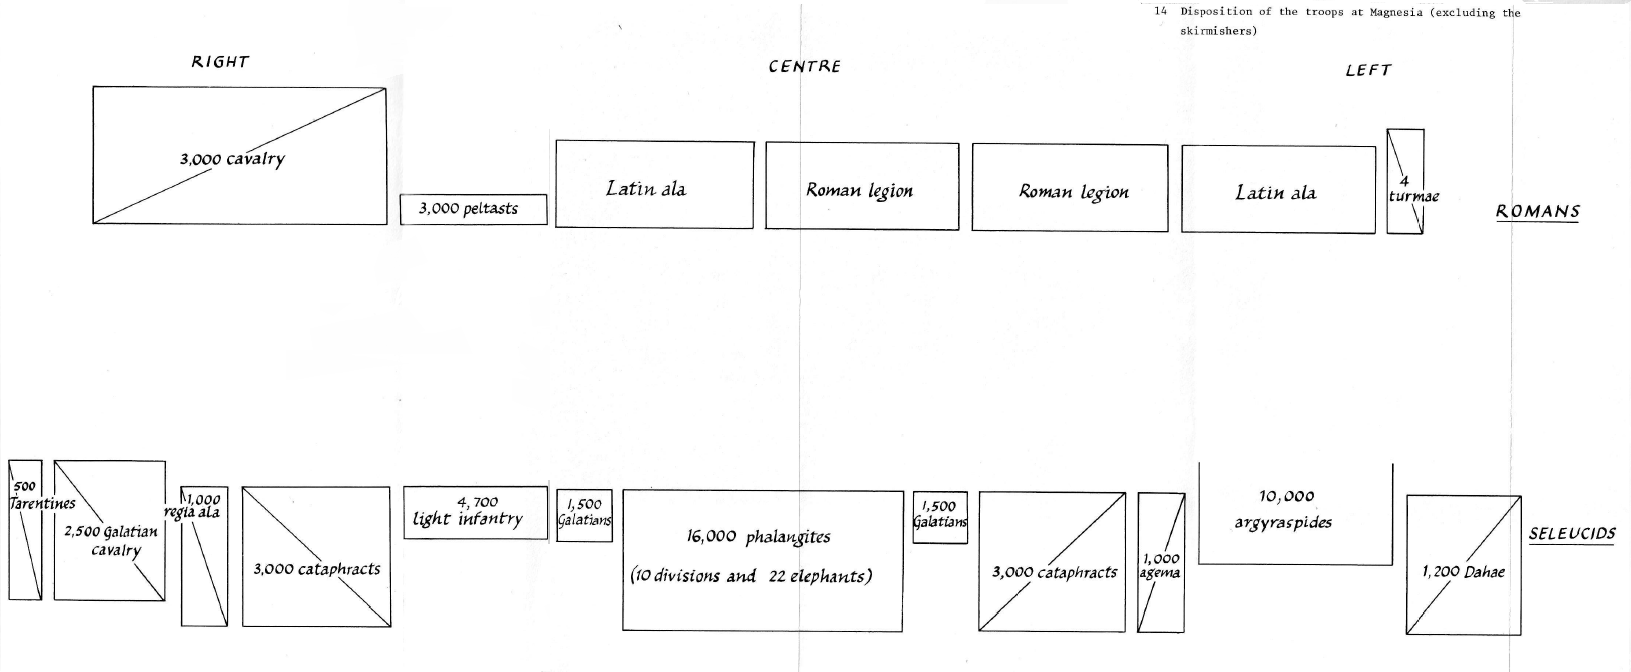 14 Disposition of the troops at Magnesia (excluding the
skirmishers)
RIGHT
CENTRE
LEFT
3,000 cavalry
3,000 peltasts
Latin ala
Roman legion
Roman legion
Latin ala
4
turmae
ROMANS
500
Tarentines
2,500 Galatian
cavalry
1,000
regia ala
3,000 cataphracts
4,700
light infantry
1,500
Galatians
16,000 phalangites
(10 divisions and 22 elephants)
1,500
Galatians
3,000 cataphracts
1,000
agema
10,000
argyraspides
1,200 Dahae
SELEUCIDS